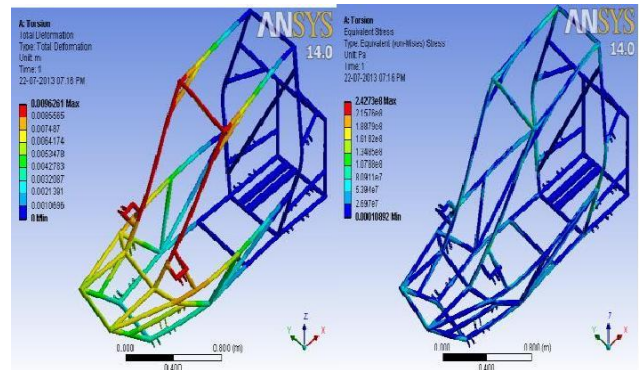 A: Torsion
Total Deformation
Type: Total Deformation
Unit: m
Time: 1
22-07-2013 07:16 PM
0.0096261 Max
0.0085565
0.007487
0.0064174
0.0053478
0.0042783
0.0032087
0.0021391
0.0010696
0 Min
ANSYS
14.0
0.000
0.800 (m)
0.400
Z
Y
X
A: Torsion
Equivalent Stress
Type: Equivalent (von-Mises) Stress
Unit: Pa
Time: 1
22-07-2013 07:16 PM
2.4273e8 Max
2.1576e8
1.8879e8
1.6182e8
1.3485e8
1.0788e8
8.0911e7
5.394e7
2.697e7
0.00010892 Min
ANSYS
14.0
0.000
0.800 (m)
0.400
Y
X